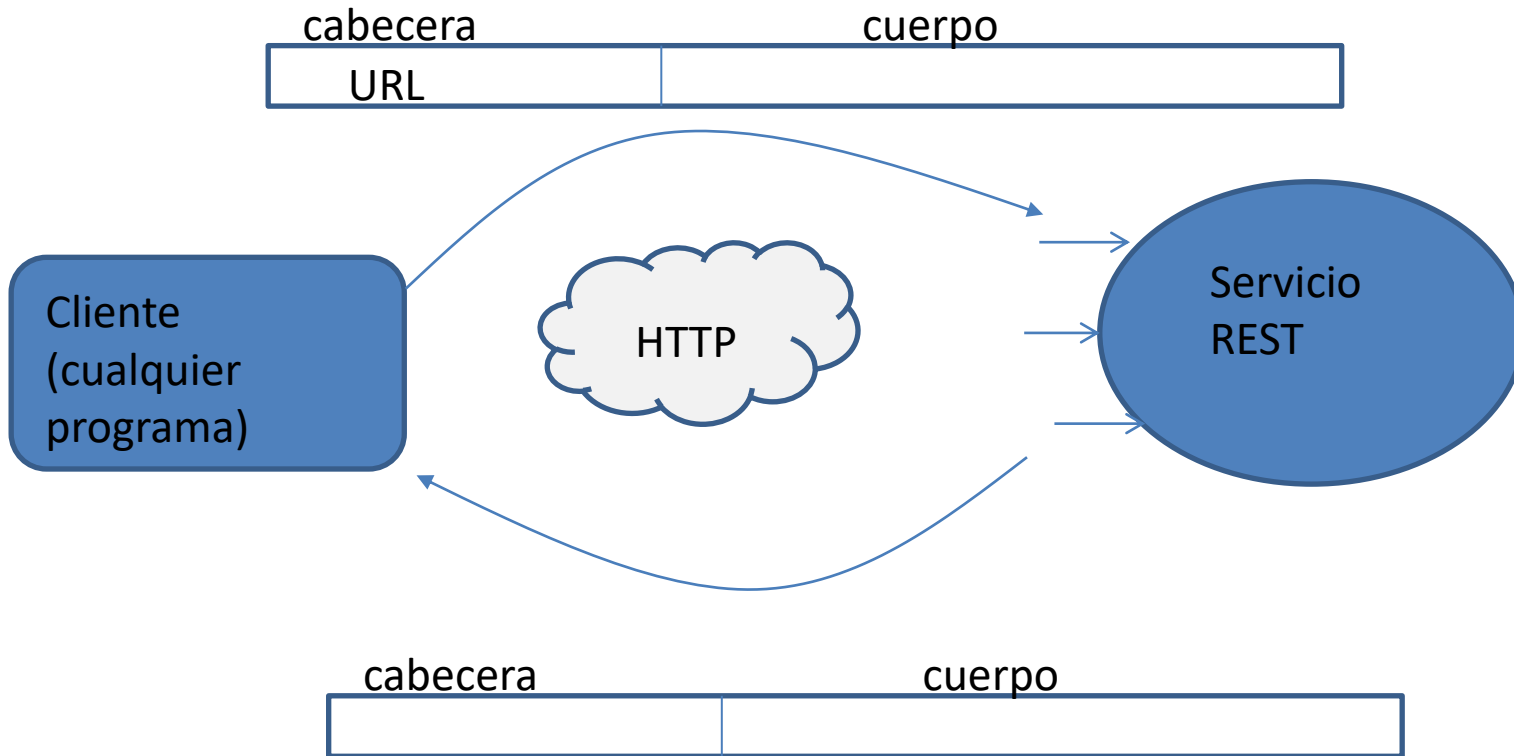 cabecera cuerpo
URL
Cliente
(cualquier
programa)
HTTP
Servicio
REST
cabecera cuerpo